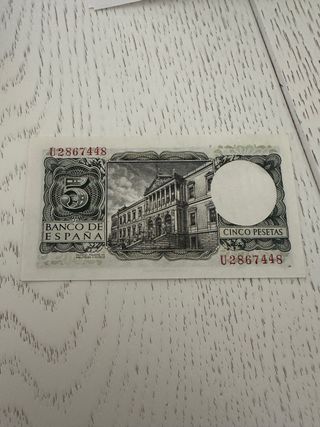 U2867448
5
BANCO DE
ESPAÑA
CINCO PESETAS
U2867448